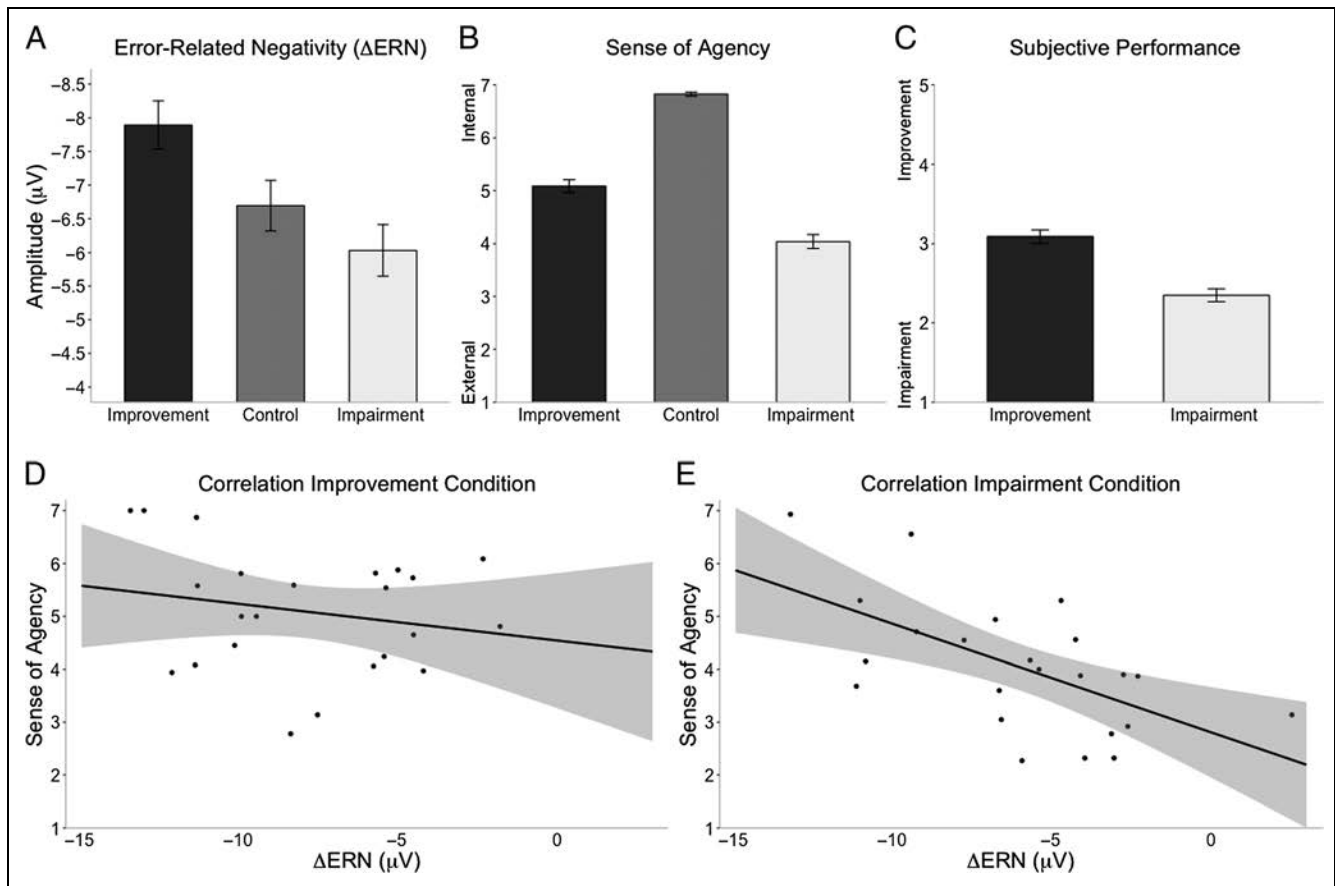 A
Error-Related Negativity (ΔERN)
Amplitude (μV)
−8.5
−8
−7.5
−7
−6.5
−6
−5.5
−5
−4.5
−4
Improvement Control Impairment
B
Sense of Agency
External Internal
7
6
5
4
3
2
1
Improvement Control Impairment
C
Subjective Performance
Impairment Improvement
5
4
3
2
1
Improvement Impairment
D
Correlation Improvement Condition
Sense of Agency
7
6
5
4
3
2
1
−15 −10 −5 0
ΔERN (μV)
E
Correlation Impairment Condition
Sense of Agency
7
6
5
4
3
2
1
−15 −10 −5 0
ΔERN (μV)